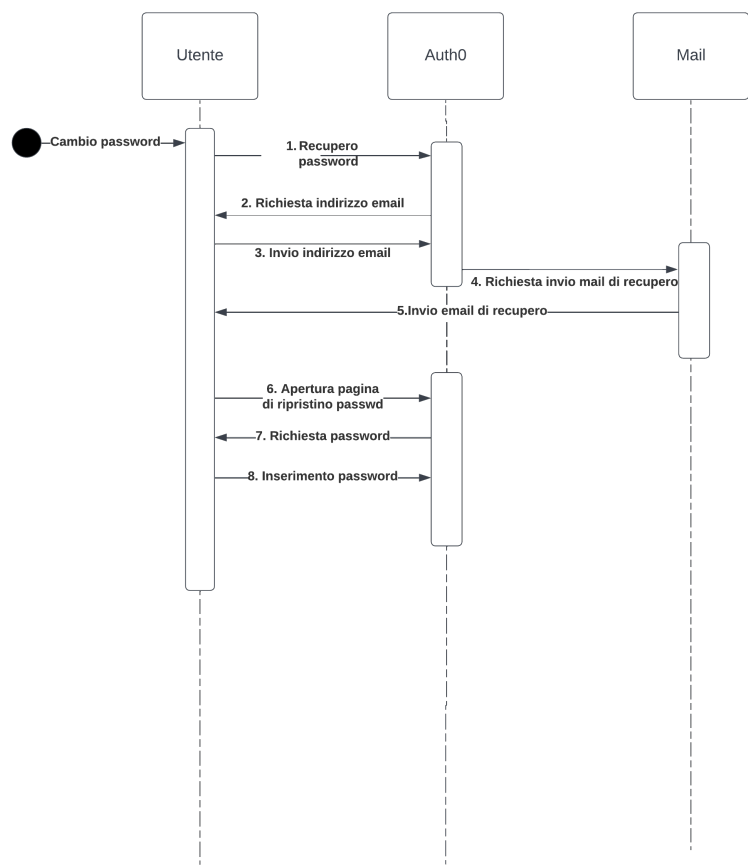 Utente
Auth0
Mail
Cambio password
1. Recupero
password
2. Richiesta indirizzo email
3. Invio indirizzo email
4. Richiesta invio mail di recupero
5.Invio email di recupero
6. Apertura pagina
di ripristino passwd
7. Richiesta password
8. Inserimento password